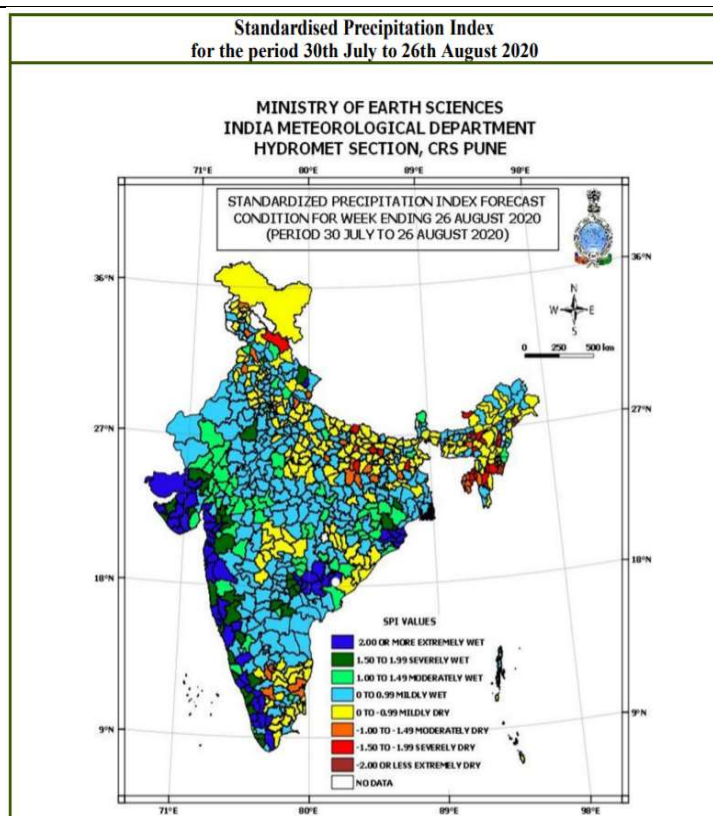 Standardised Precipitation Index
for the period 30th July to 26th August 2020
MINISTRY OF EARTH SCIENCES
INDIA METEOROLOGICAL DEPARTMENT
HYDROMET SECTION, CRS PUNE
71°E 80°E 89°E 98°E
STANDARDIZED PRECIPITATION INDEX FORECAST
CONDITION FOR WEEK ENDING 26 AUGUST 2020
(PERIOD 30 JULY TO 26 AUGUST 2020)
36°N 36°N
N
W E
S
0 250 500 km
27°N 27°N
18°N 18°N
SPI VALUES
2.00 OR MORE EXTREMELY WET
1.50 TO 1.99 SEVERELY WET
1.00 TO 1.49 MODERATELY WET
0 TO 0.99 MILDLY WET
0 TO -0.99 MILDLY DRY
-1.00 TO -1.49 MODERATELY DRY
-1.50 TO -1.99 SEVERELY DRY
-2.00 OR LESS EXTREMELY DRY
NO DATA
9°N 9°N
71°E 80°E 89°E 98°E